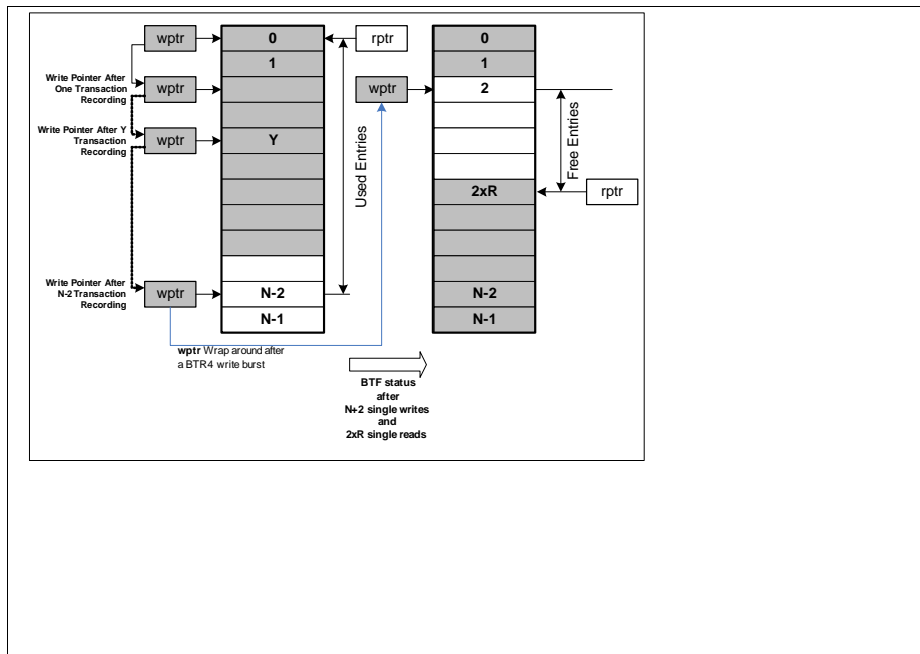 wptr
0
rptr
0
1
1
Write Pointer After
One Transaction
Recording
wptr
wptr
2
Write Pointer After Y
Transaction
Recording
wptr
Y
Used Entries
Free Entries
2xR
rptr
Write Pointer After
N-2 Transaction
Recording
wptr
N-2
N-2
N-1
N-1
wptr Wrap around after
a BTR4 write burst
BTF status
after
N+2 single writes
and
2xR single reads